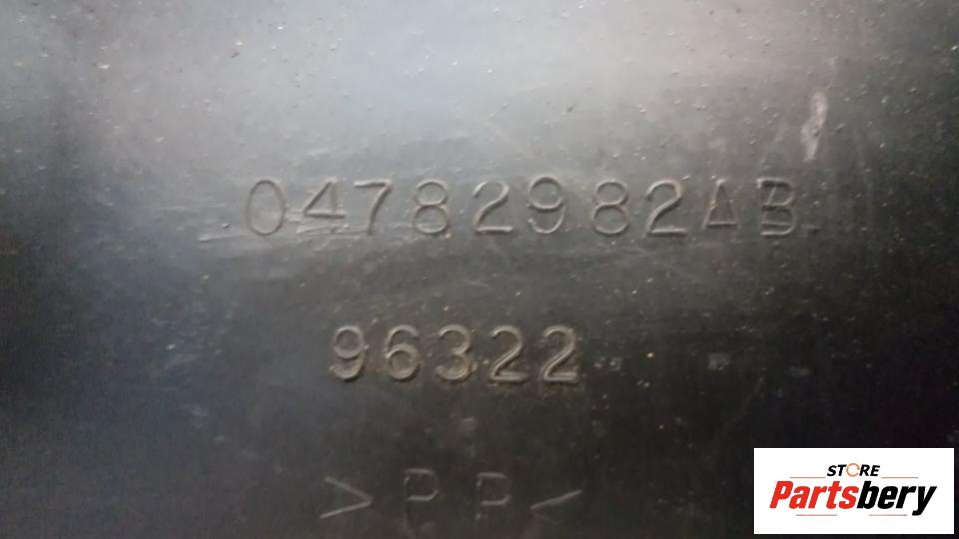 04782982AB
96322
>PP<
STORE
Partsbery